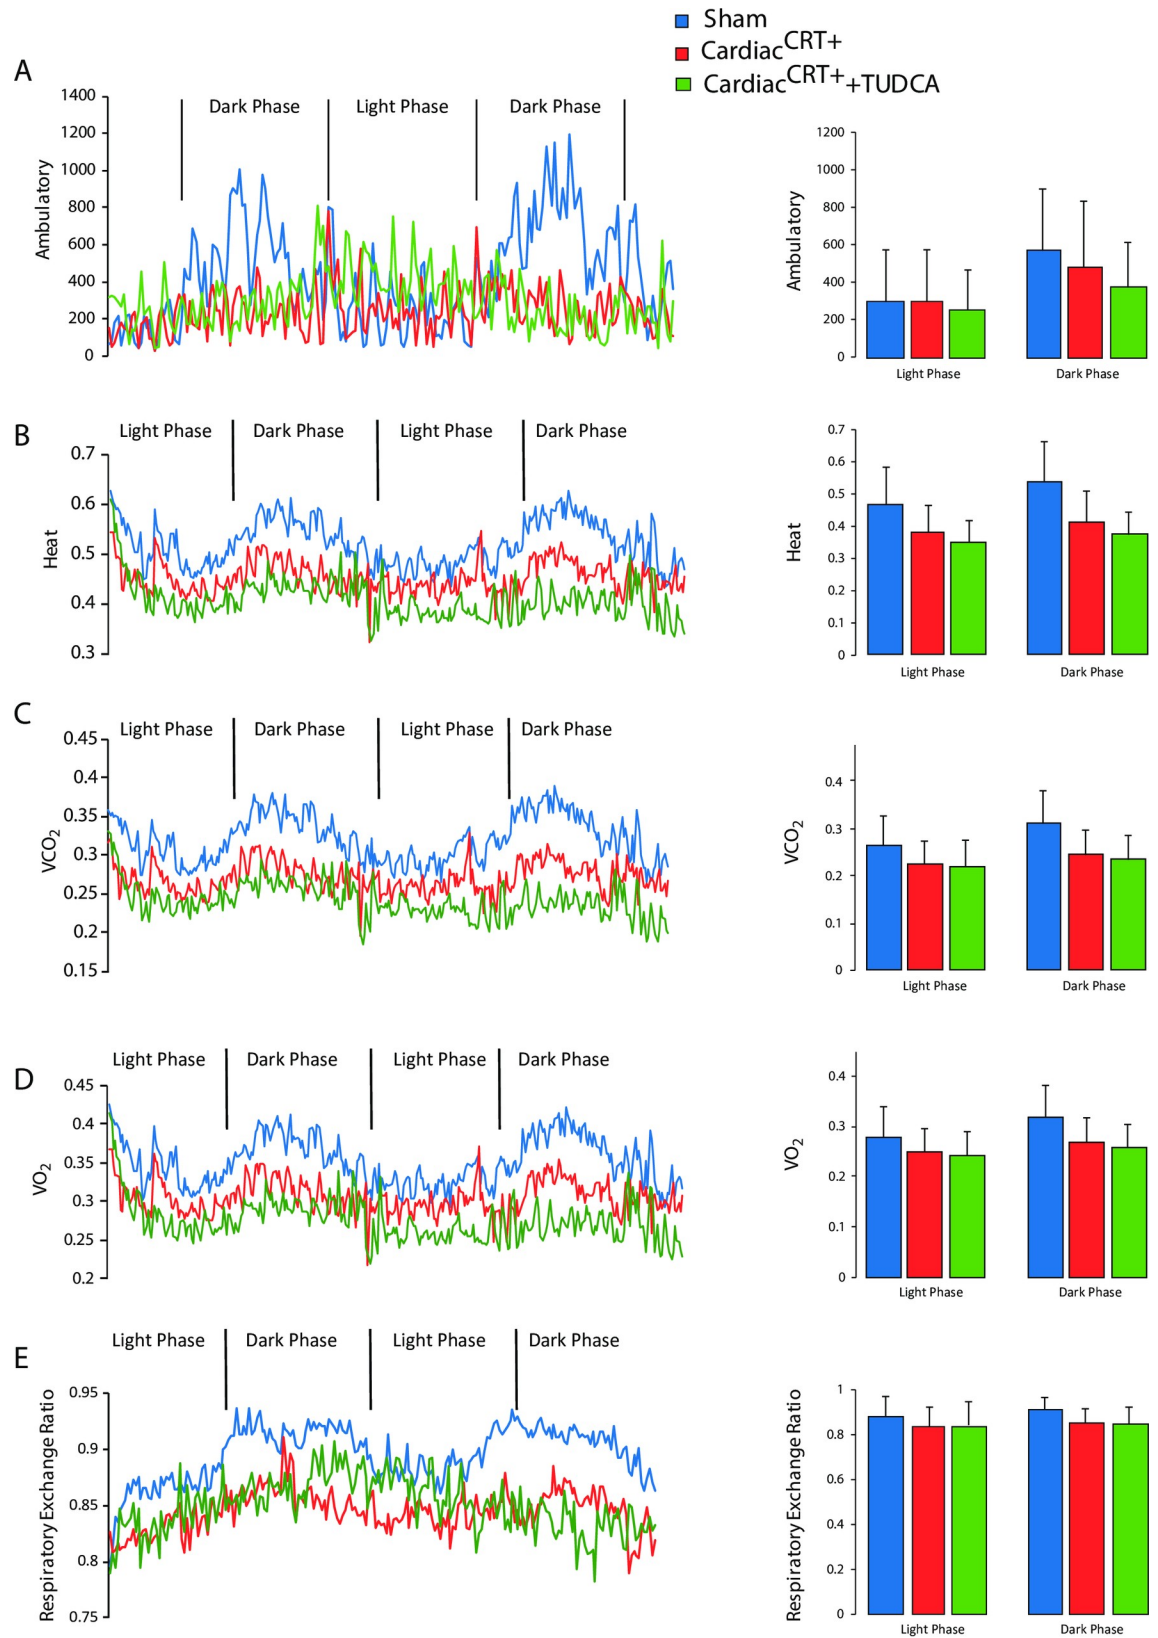 Sham
Cardiac^CRT+
Cardiac^CRT+ +TUDCA
A
Ambulatory
1400
1200
1000
800
600
400
200
0
Dark Phase Light Phase Dark Phase
Ambulatory
1200
1000
800
600
400
200
0
Light Phase Dark Phase
B
Heat
Light Phase Dark Phase Light Phase Dark Phase
0.7
0.6
0.5
0.4
0.3
Heat
0.7
0.6
0.5
0.4
0.3
0.2
0.1
0
Light Phase Dark Phase
C
VCO₂
Light Phase Dark Phase Light Phase Dark Phase
0.45
0.4
0.35
0.3
0.25
0.2
0.15
VCO₂
0.4
0.3
0.2
0.1
0
Light Phase Dark Phase
D
VO₂
Light Phase Dark Phase Light Phase Dark Phase
0.45
0.4
0.35
0.3
0.25
0.2
VO₂
0.4
0.3
0.2
0.1
0
Light Phase Dark Phase
E
Respiratory Exchange Ratio
Light Phase Dark Phase Light Phase Dark Phase
0.95
0.9
0.85
0.8
0.75
Respiratory Exchange Ratio
1
0.8
0.6
0.4
0.2
0
Light Phase Dark Phase